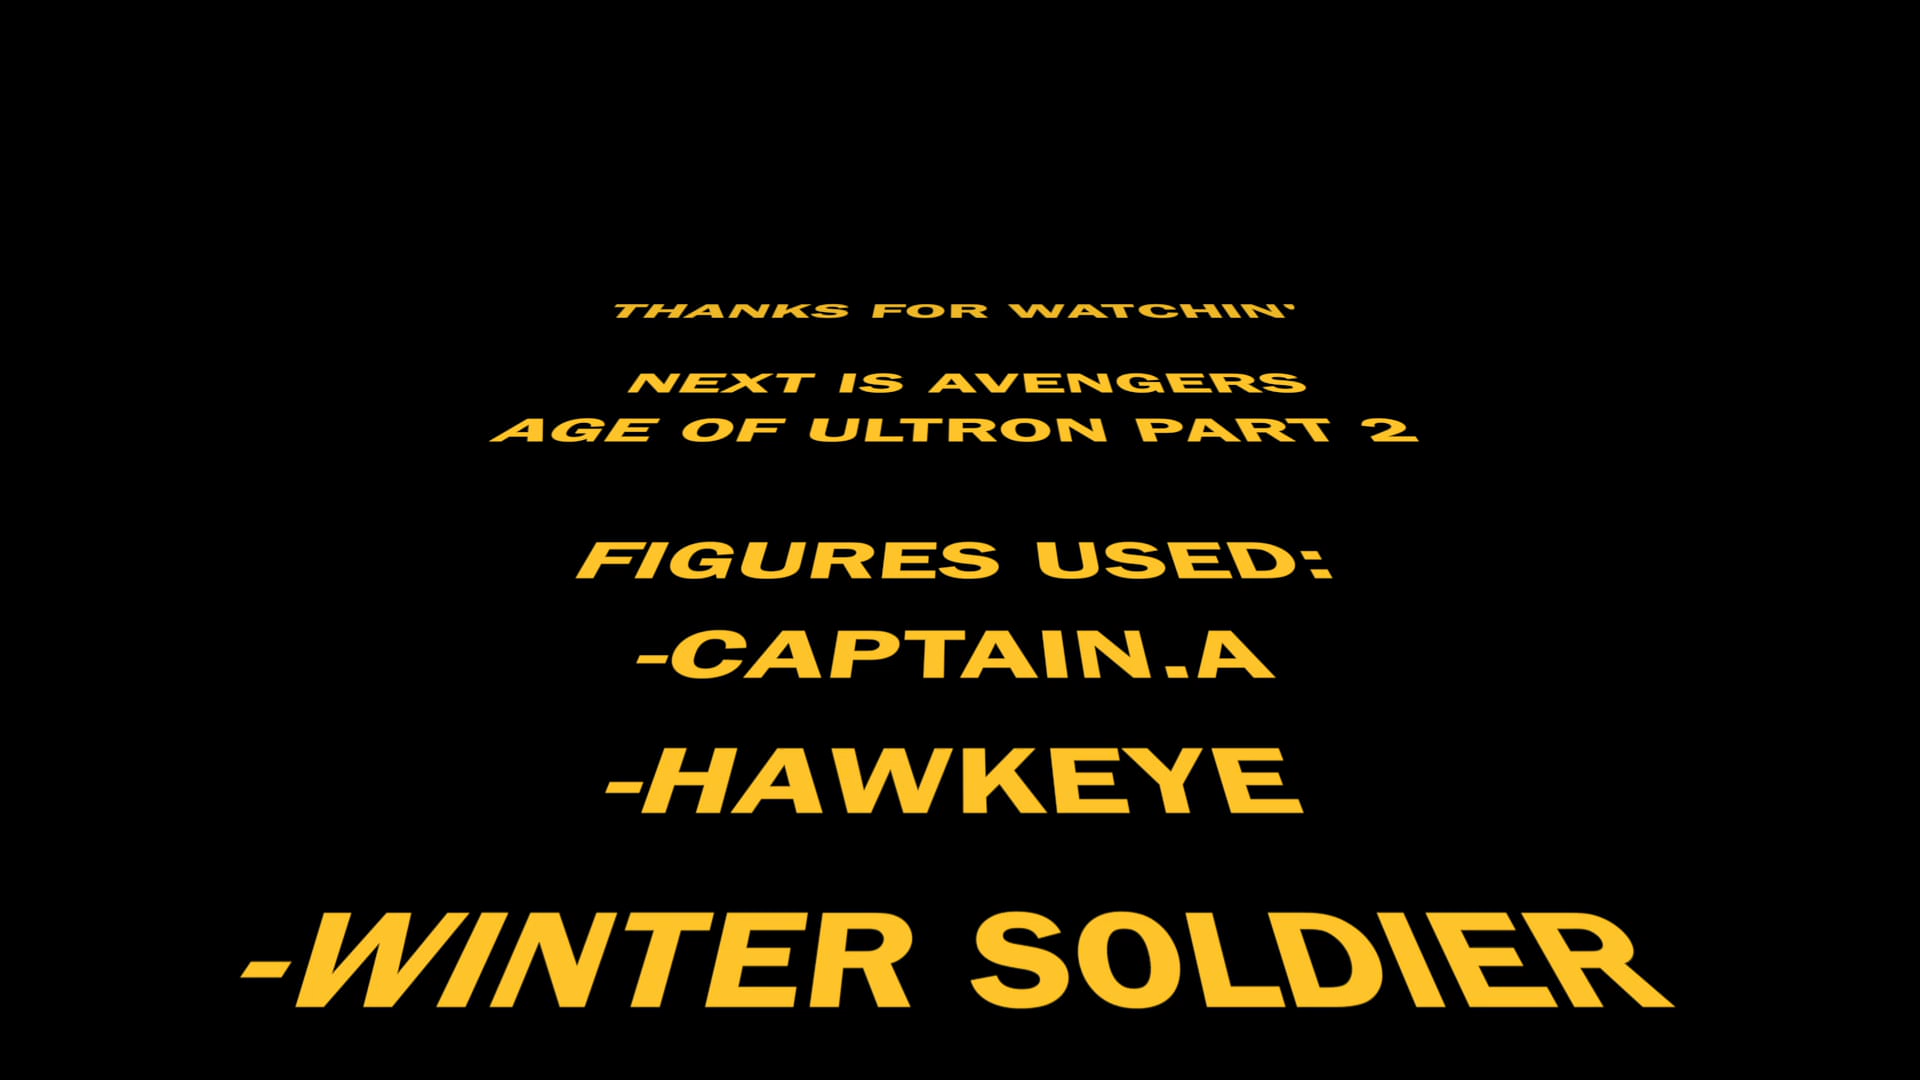 THANKS FOR WATCHIN'
NEXT IS AVENGERS
AGE OF ULTRON PART 2
FIGURES USED:
-CAPTAIN.A
-HAWKEYE
-WINTER SOLDIER